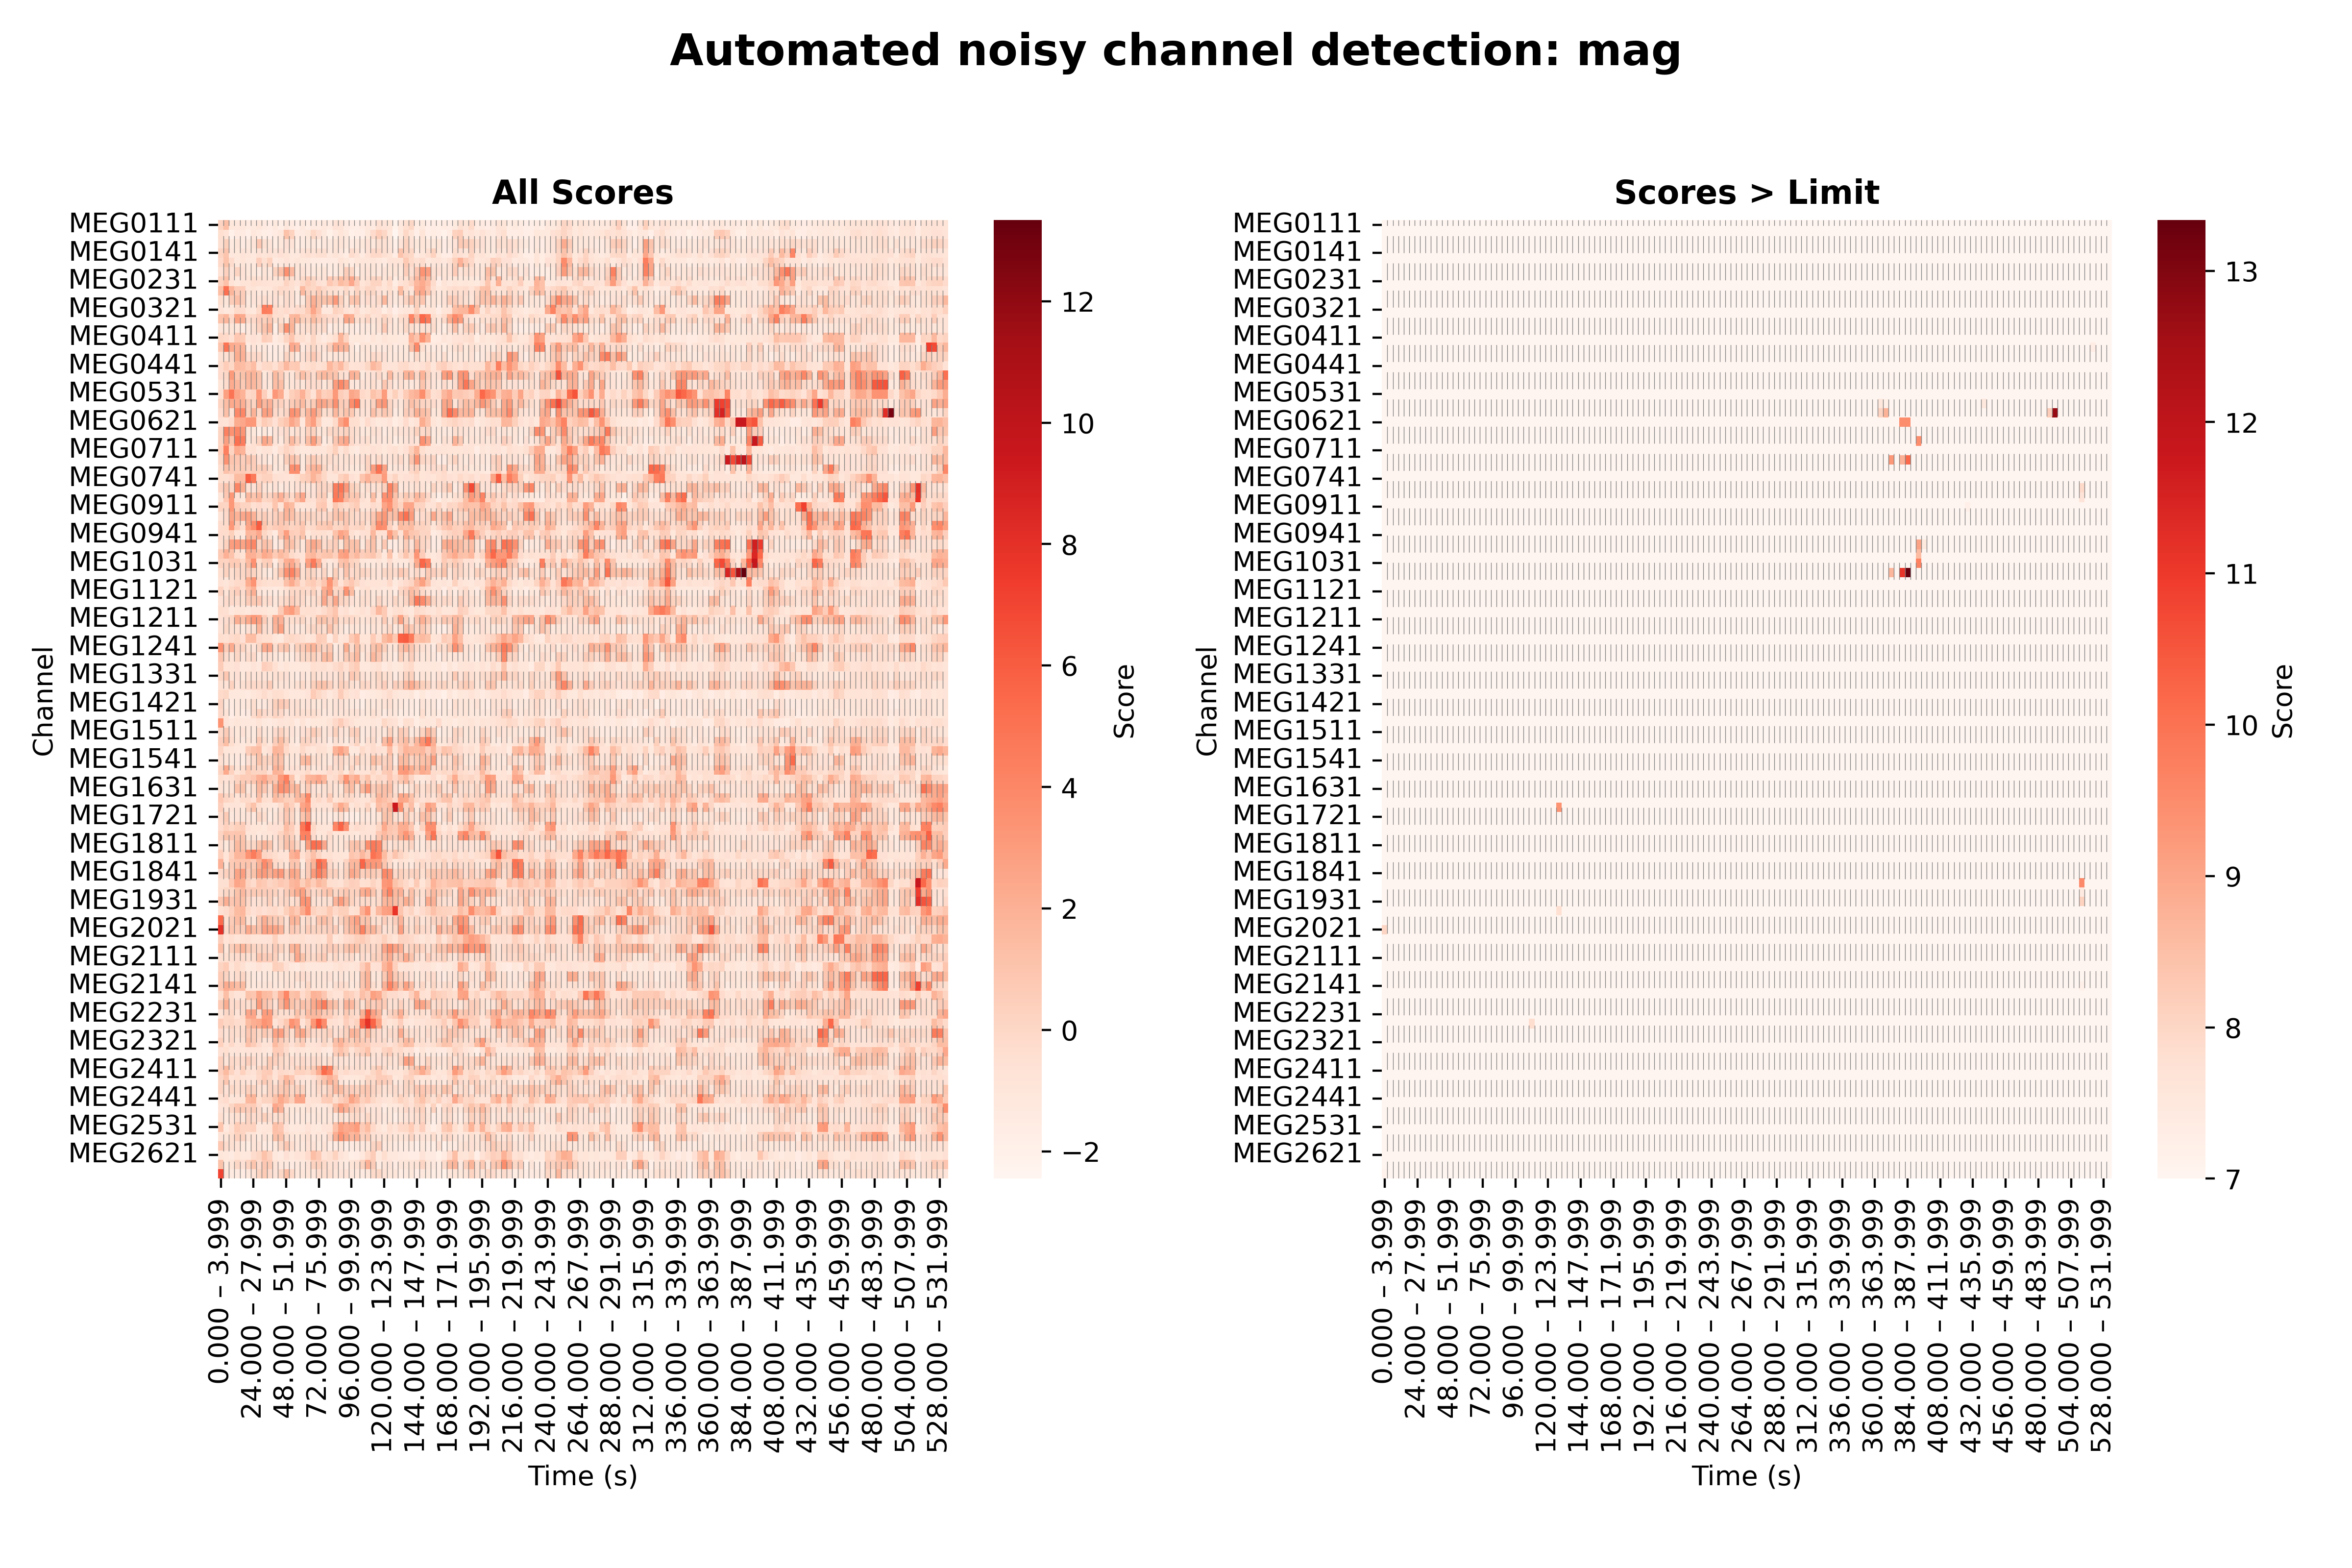 Automated noisy channel detection: mag
All Scores
Channel
MEG0111
MEG0141
MEG0231
MEG0321
MEG0411
MEG0441
MEG0531
MEG0621
MEG0711
MEG0741
MEG0911
MEG0941
MEG1031
MEG1121
MEG1211
MEG1241
MEG1331
MEG1421
MEG1511
MEG1541
MEG1631
MEG1721
MEG1811
MEG1841
MEG1931
MEG2021
MEG2111
MEG2141
MEG2231
MEG2321
MEG2411
MEG2441
MEG2531
MEG2621
0.000 – 3.999
24.000 – 27.999
48.000 – 51.999
72.000 – 75.999
96.000 – 99.999
120.000 – 123.999
144.000 – 147.999
168.000 – 171.999
192.000 – 195.999
216.000 – 219.999
240.000 – 243.999
264.000 – 267.999
288.000 – 291.999
312.000 – 315.999
336.000 – 339.999
360.000 – 363.999
384.000 – 387.999
408.000 – 411.999
432.000 – 435.999
456.000 – 459.999
480.000 – 483.999
504.000 – 507.999
528.000 – 531.999
Time (s)
12
10
8
6
4
2
0
−2
Score
Scores > Limit
Channel
MEG0111
MEG0141
MEG0231
MEG0321
MEG0411
MEG0441
MEG0531
MEG0621
MEG0711
MEG0741
MEG0911
MEG0941
MEG1031
MEG1121
MEG1211
MEG1241
MEG1331
MEG1421
MEG1511
MEG1541
MEG1631
MEG1721
MEG1811
MEG1841
MEG1931
MEG2021
MEG2111
MEG2141
MEG2231
MEG2321
MEG2411
MEG2441
MEG2531
MEG2621
0.000 – 3.999
24.000 – 27.999
48.000 – 51.999
72.000 – 75.999
96.000 – 99.999
120.000 – 123.999
144.000 – 147.999
168.000 – 171.999
192.000 – 195.999
216.000 – 219.999
240.000 – 243.999
264.000 – 267.999
288.000 – 291.999
312.000 – 315.999
336.000 – 339.999
360.000 – 363.999
384.000 – 387.999
408.000 – 411.999
432.000 – 435.999
456.000 – 459.999
480.000 – 483.999
504.000 – 507.999
528.000 – 531.999
Time (s)
13
12
11
10
9
8
7
Score